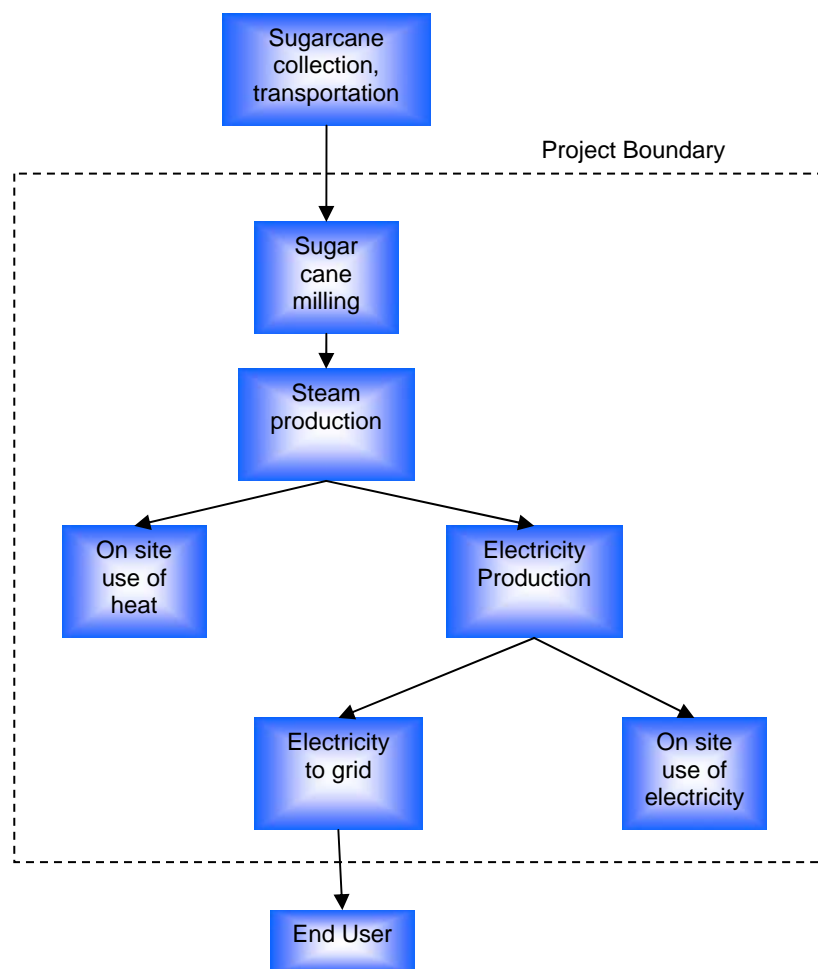 Sugarcane
collection,
transportation
Project Boundary
Sugar
cane
milling
Steam
production
On site
use of
heat
Electricity
Production
Electricity
to grid
On site
use of
electricity
End User